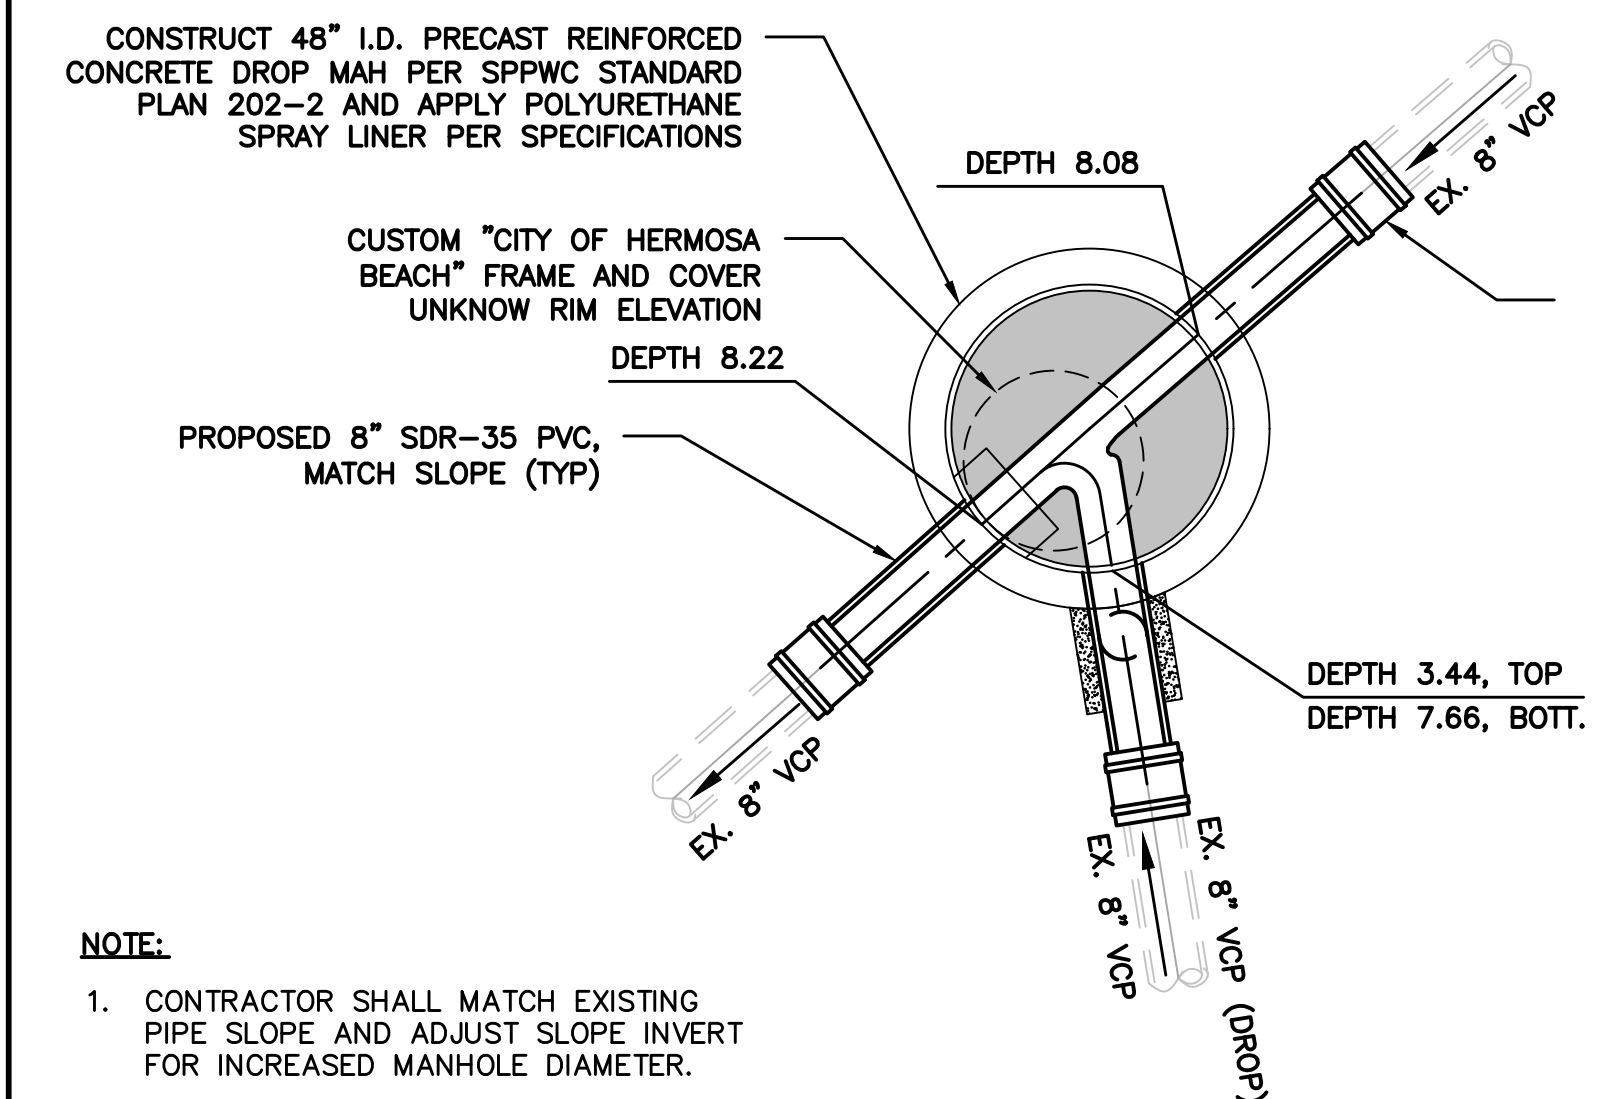 CONSTRUCT 48" I.D. PRECAST REINFORCED
CONCRETE DROP MAH PER SPPWC STANDARD
PLAN 202-2 AND APPLY POLYURETHANE
SPRAY LINER PER SPECIFICATIONS
DEPTH 8.08
EX. 8" VCP
CUSTOM "CITY OF HERMOSA
BEACH" FRAME AND COVER
UNKNOW RIM ELEVATION
DEPTH 8.22
PROPOSED 8" SDR-35 PVC,
MATCH SLOPE (TYP)
DEPTH 3.44, TOP
DEPTH 7.66, BOTT.
EX. 8" VCP
EX. 8" VCP
EX. 8" VCP (DROP)
NOTE:
1. CONTRACTOR SHALL MATCH EXISTING
PIPE SLOPE AND ADJUST SLOPE INVERT
FOR INCREASED MANHOLE DIAMETER.